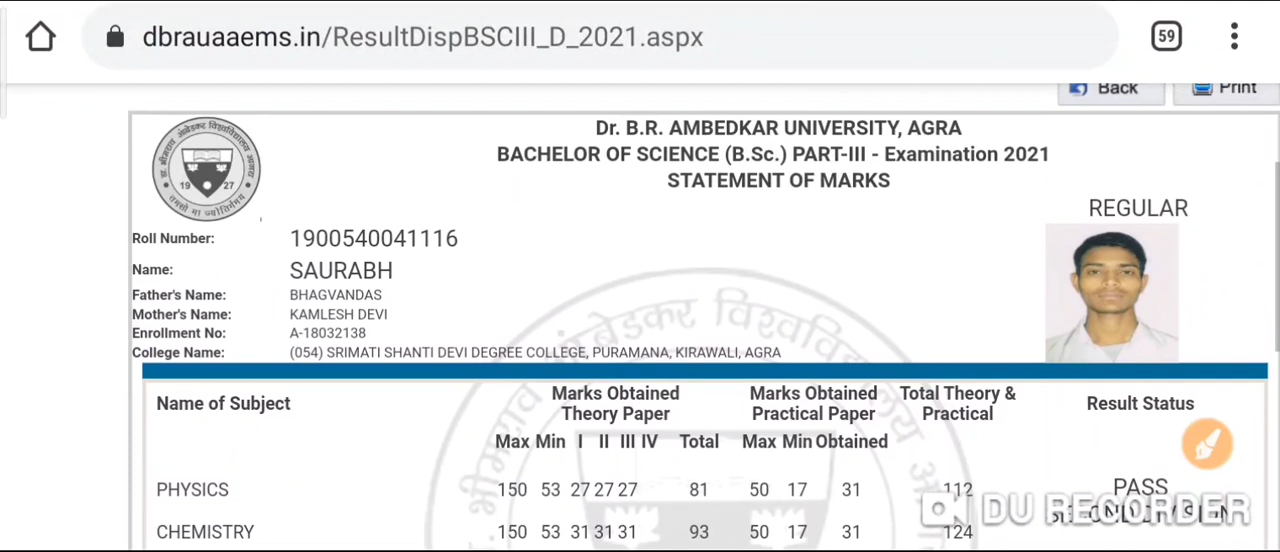 dbrauaaems.in/ResultDispBSCIII_D_2021.aspx
59
Back Print
Dr. B.R. AMBEDKAR UNIVERSITY, AGRA
BACHELOR OF SCIENCE (B.Sc.) PART-III - Examination 2021
STATEMENT OF MARKS
19 27
REGULAR
Roll Number: 1900540041116
Name: SAURABH
Father's Name: BHAGVANDAS
Mother's Name: KAMLESH DEVI
Enrollment No: A-18032138
College Name: (054) SRIMATI SHANTI DEVI DEGREE COLLEGE, PURAMANA, KIRAWALI, AGRA
Name of Subject
Marks Obtained Theory Paper
Marks Obtained Practical Paper
Total Theory & Practical
Result Status
Max Min I II III IV Total Max Min Obtained
PHYSICS 150 53 27 27 27 81 50 17 31 112 PASS
SECOND DIVISION
CHEMISTRY 150 53 31 31 31 93 50 17 31 124
DU RECORDER